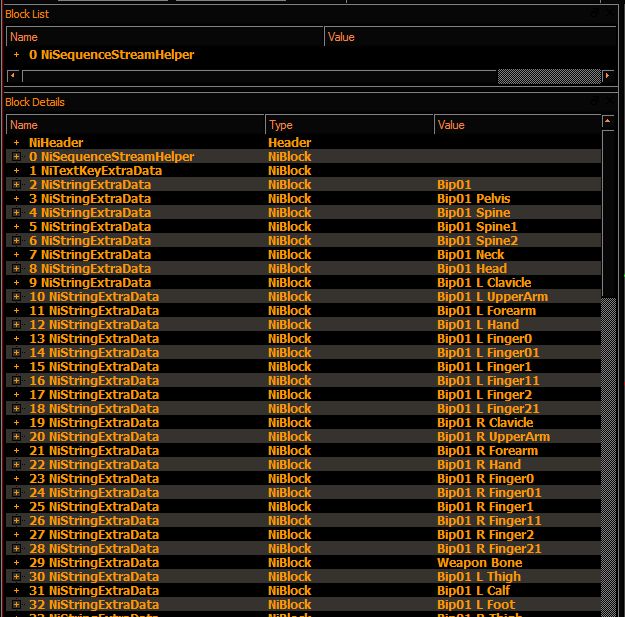 Block List
Name Value
0 NiSequenceStreamHelper
Block Details
Name Type Value
NiHeader Header
0 NiSequenceStreamHelper NiBlock
1 NiTextKeyExtraData NiBlock
2 NiStringExtraData NiBlock Bip01
3 NiStringExtraData NiBlock Bip01 Pelvis
4 NiStringExtraData NiBlock Bip01 Spine
5 NiStringExtraData NiBlock Bip01 Spine1
6 NiStringExtraData NiBlock Bip01 Spine2
7 NiStringExtraData NiBlock Bip01 Neck
8 NiStringExtraData NiBlock Bip01 Head
9 NiStringExtraData NiBlock Bip01 L Clavicle
10 NiStringExtraData NiBlock Bip01 L UpperArm
11 NiStringExtraData NiBlock Bip01 L Forearm
12 NiStringExtraData NiBlock Bip01 L Hand
13 NiStringExtraData NiBlock Bip01 L Finger0
14 NiStringExtraData NiBlock Bip01 L Finger01
15 NiStringExtraData NiBlock Bip01 L Finger1
16 NiStringExtraData NiBlock Bip01 L Finger11
17 NiStringExtraData NiBlock Bip01 L Finger2
18 NiStringExtraData NiBlock Bip01 L Finger21
19 NiStringExtraData NiBlock Bip01 R Clavicle
20 NiStringExtraData NiBlock Bip01 R UpperArm
21 NiStringExtraData NiBlock Bip01 R Forearm
22 NiStringExtraData NiBlock Bip01 R Hand
23 NiStringExtraData NiBlock Bip01 R Finger0
24 NiStringExtraData NiBlock Bip01 R Finger01
25 NiStringExtraData NiBlock Bip01 R Finger1
26 NiStringExtraData NiBlock Bip01 R Finger11
27 NiStringExtraData NiBlock Bip01 R Finger2
28 NiStringExtraData NiBlock Bip01 R Finger21
29 NiStringExtraData NiBlock Weapon Bone
30 NiStringExtraData NiBlock Bip01 L Thigh
31 NiStringExtraData NiBlock Bip01 L Calf
32 NiStringExtraData NiBlock Bip01 L Foot
33 NiStringExtraData NiBlock Bip01 R Thigh